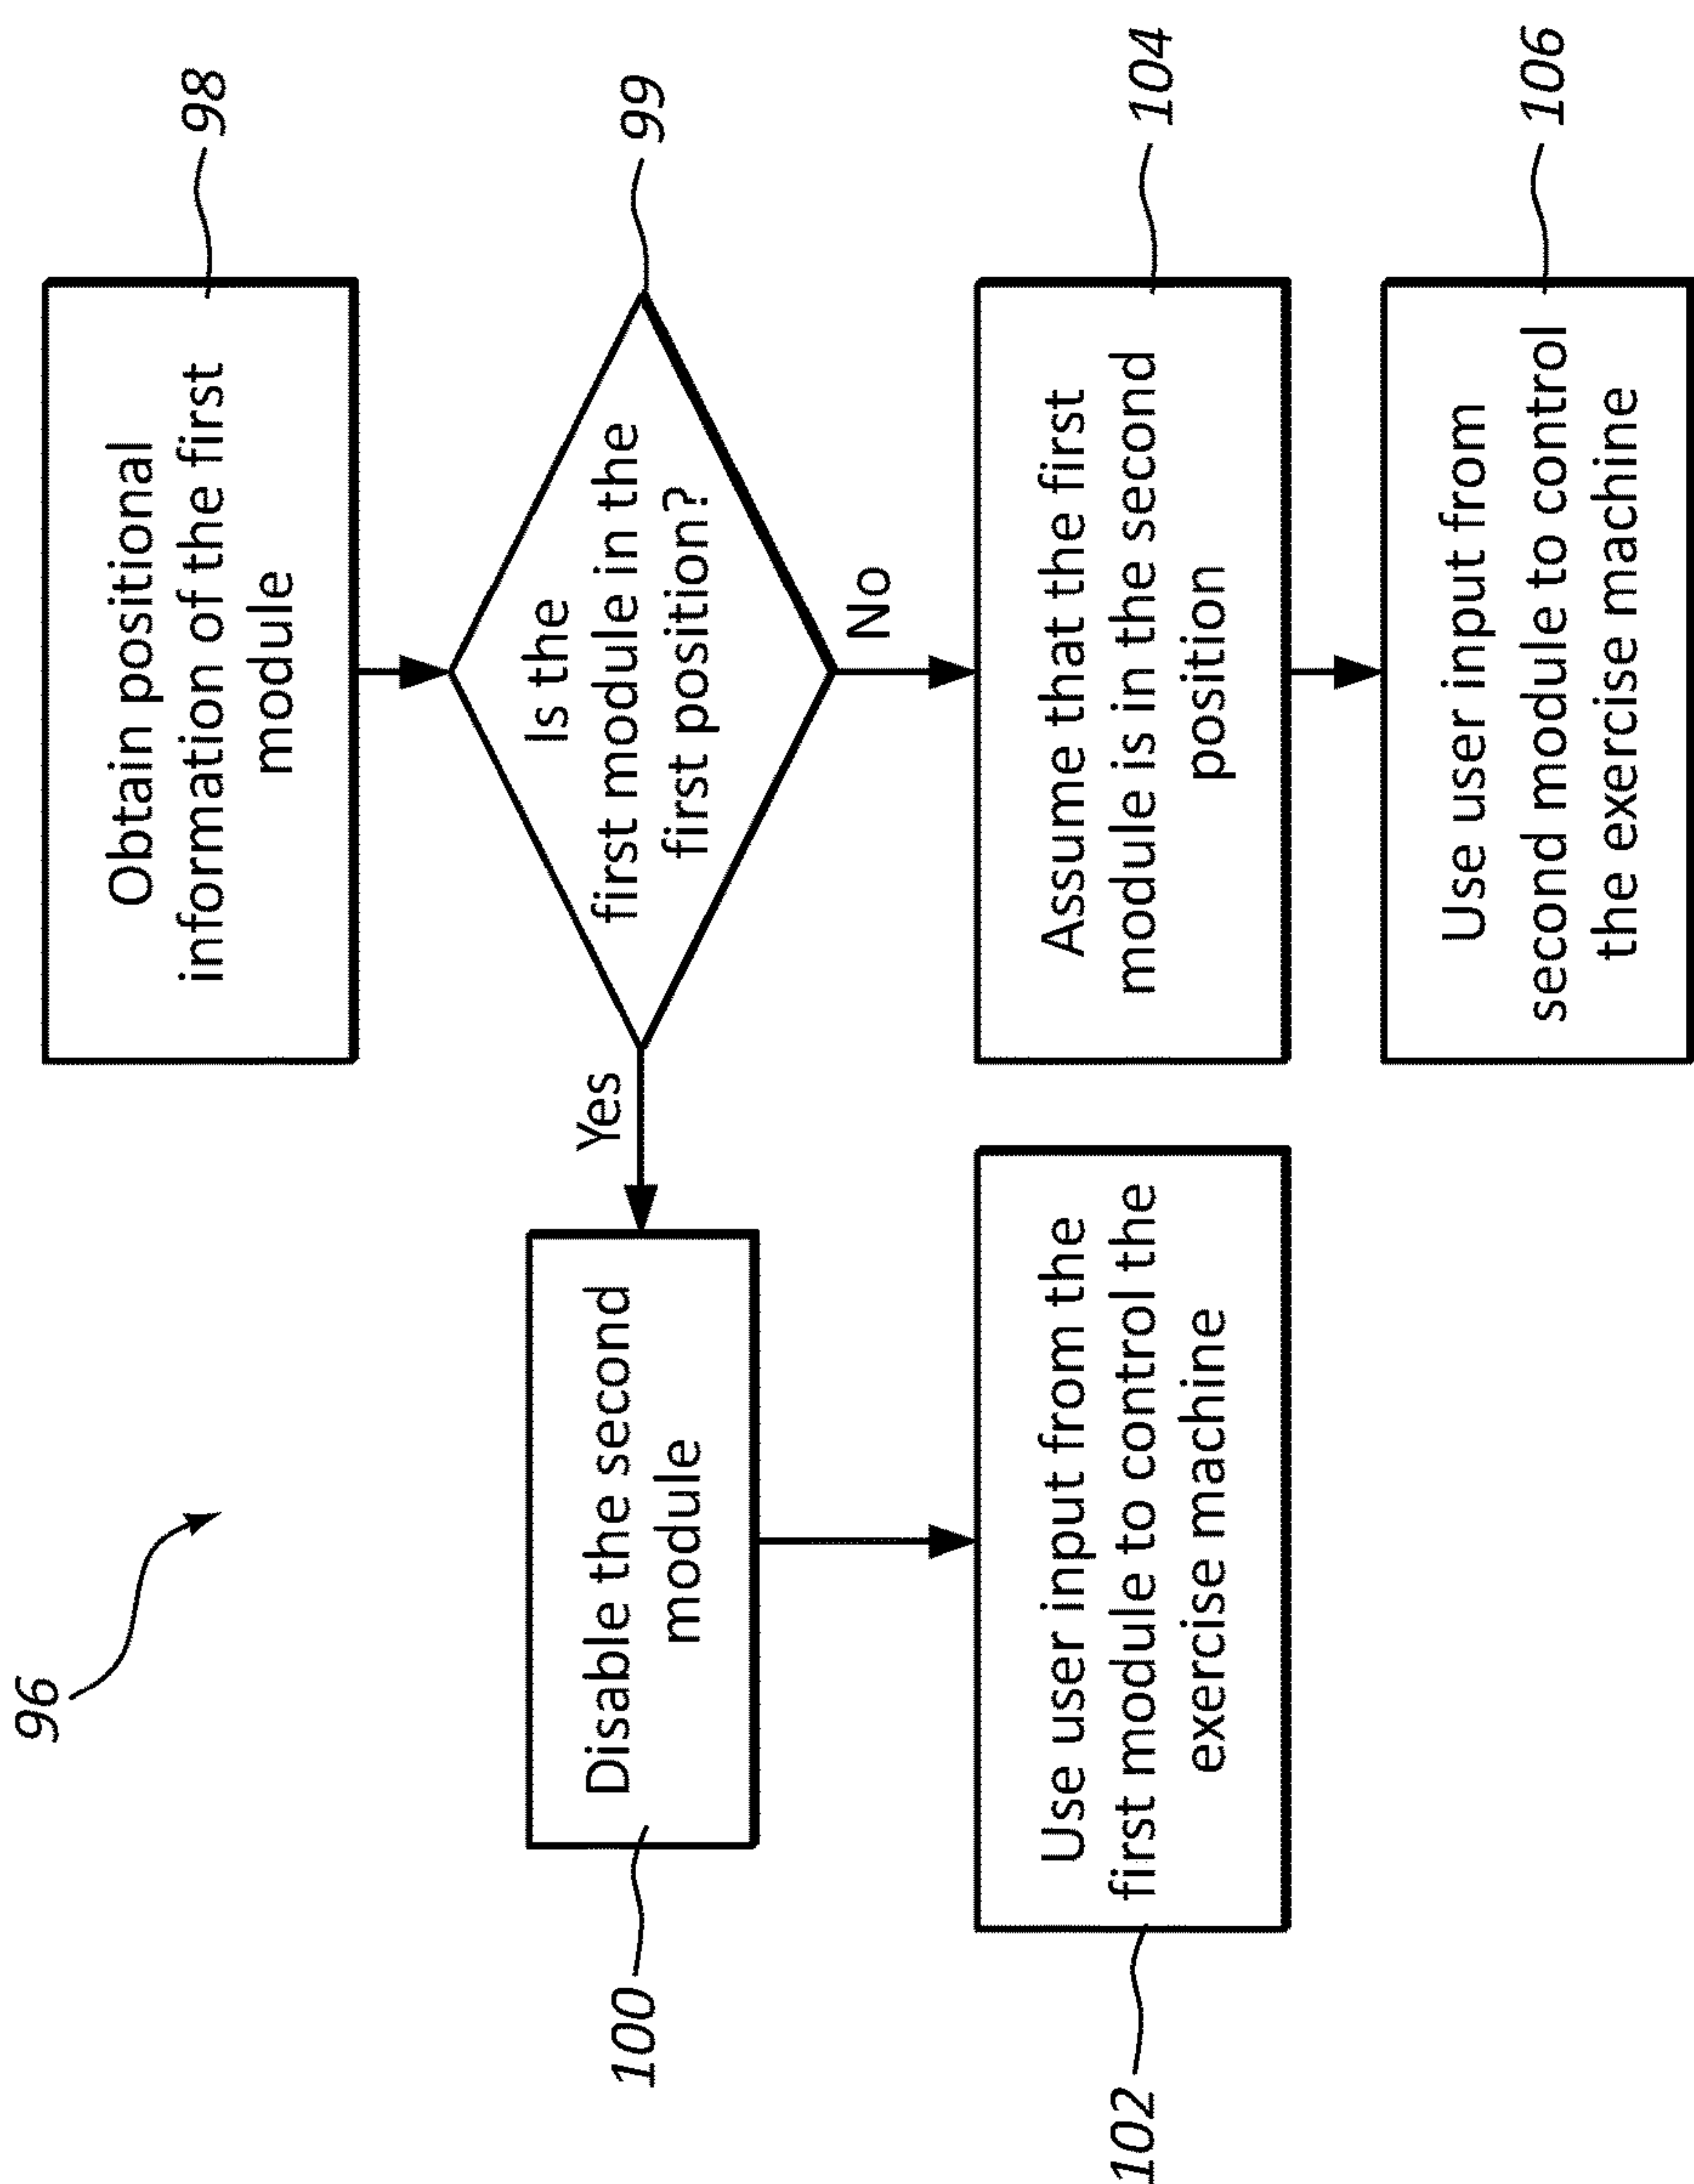 96
Obtain positional
information of the first
module
98
Is the
first module in the
first position?
99
Yes
No
Disable the second
module
100
Use user input from the
first module to control the
exercise machine
102
Assume that the first
module is in the second
position
104
Use user input from
second module to control
the exercise machine
106